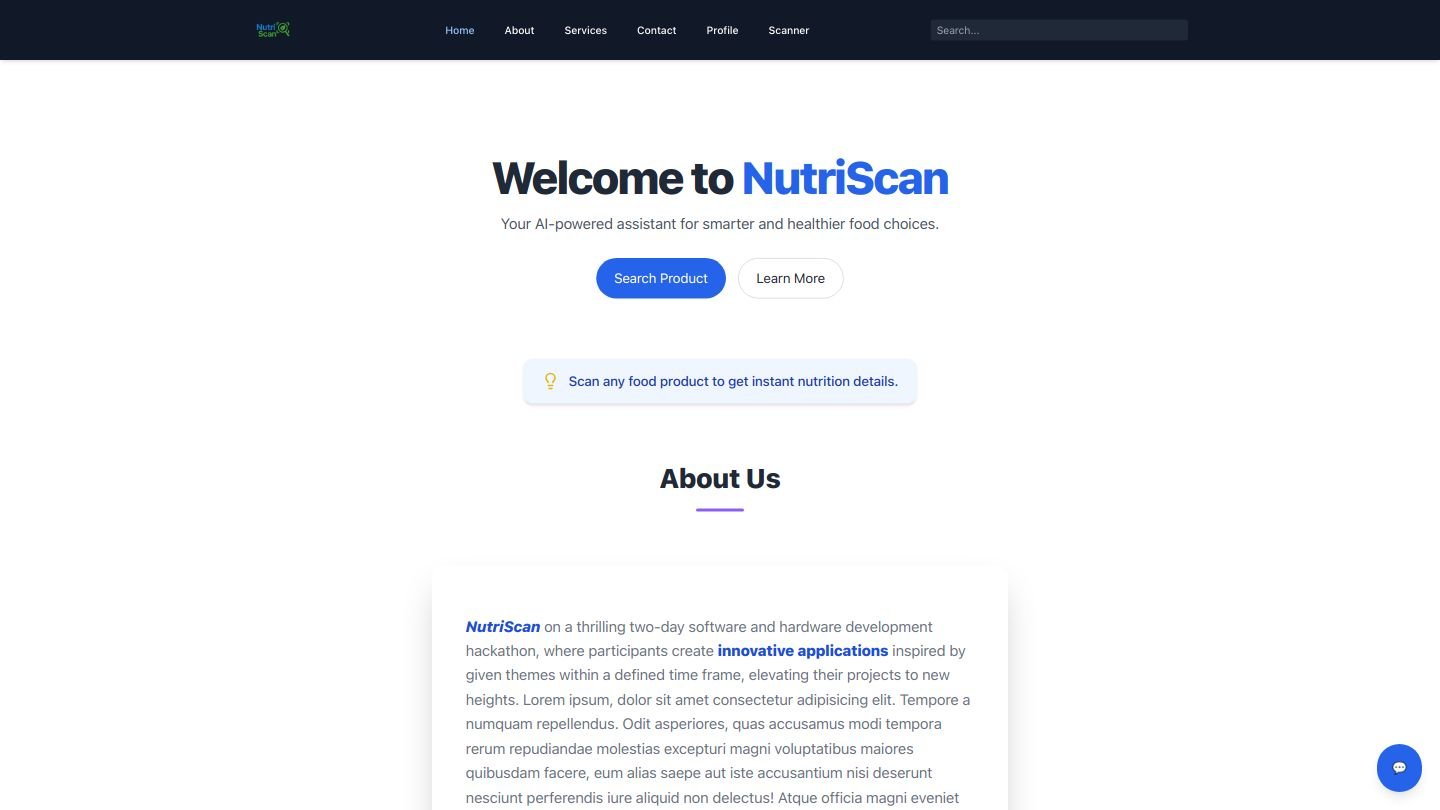 Nutri
Scan
Home
About
Services
Contact
Profile
Scanner
Search...
Welcome to NutriScan
Your AI-powered assistant for smarter and healthier food choices.
Search Product
Learn More
Scan any food product to get instant nutrition details.
About Us
NutriScan on a thrilling two-day software and hardware development
hackathon, where participants create innovative applications inspired by
given themes within a defined time frame, elevating their projects to new
heights. Lorem ipsum, dolor sit amet consectetur adipisicing elit. Tempore a
numquam repellendus. Odit asperiores, quas accusamus modi tempora
rerum repudiandae molestias excepturi magni voluptatibus maiores
quibusdam facere, eum alias saepe aut iste accusantium nisi deserunt
nesciunt perferendis iure aliquid non delectus! Atque officia magni eveniet